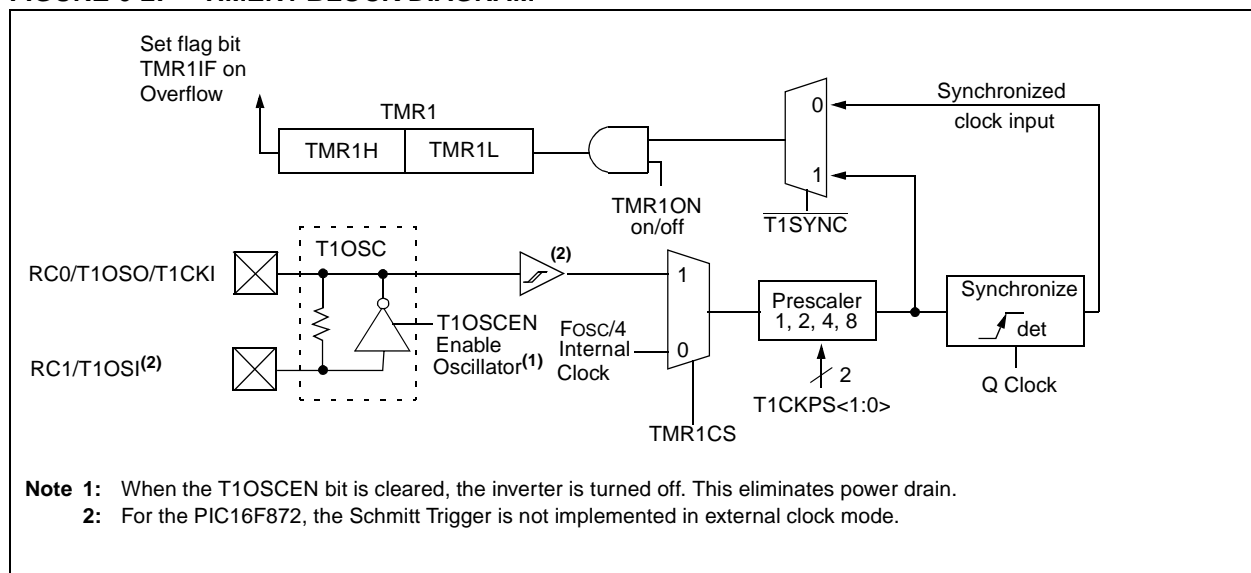 FIGURE TIMER1 BLOCK DIAGRAM
Set flag bit
TMR1IF on
Overflow
TMR1
TMR1H TMR1L
TMR1ON
on/off
0
1
T1SYNC
Synchronized
clock input
T1OSC
RC0/T1OSO/T1CKI
(2)
RC1/T1OSI(2)
T1OSCEN
Enable
Oscillator(1)
FOSC/4
Internal
Clock
1
0
TMR1CS
Prescaler
1, 2, 4, 8
2
T1CKPS<1:0>
Synchronize
det
Q Clock
Note 1: When the T1OSCEN bit is cleared, the inverter is turned off. This eliminates power drain.
2: For the PIC16F872, the Schmitt Trigger is not implemented in external clock mode.